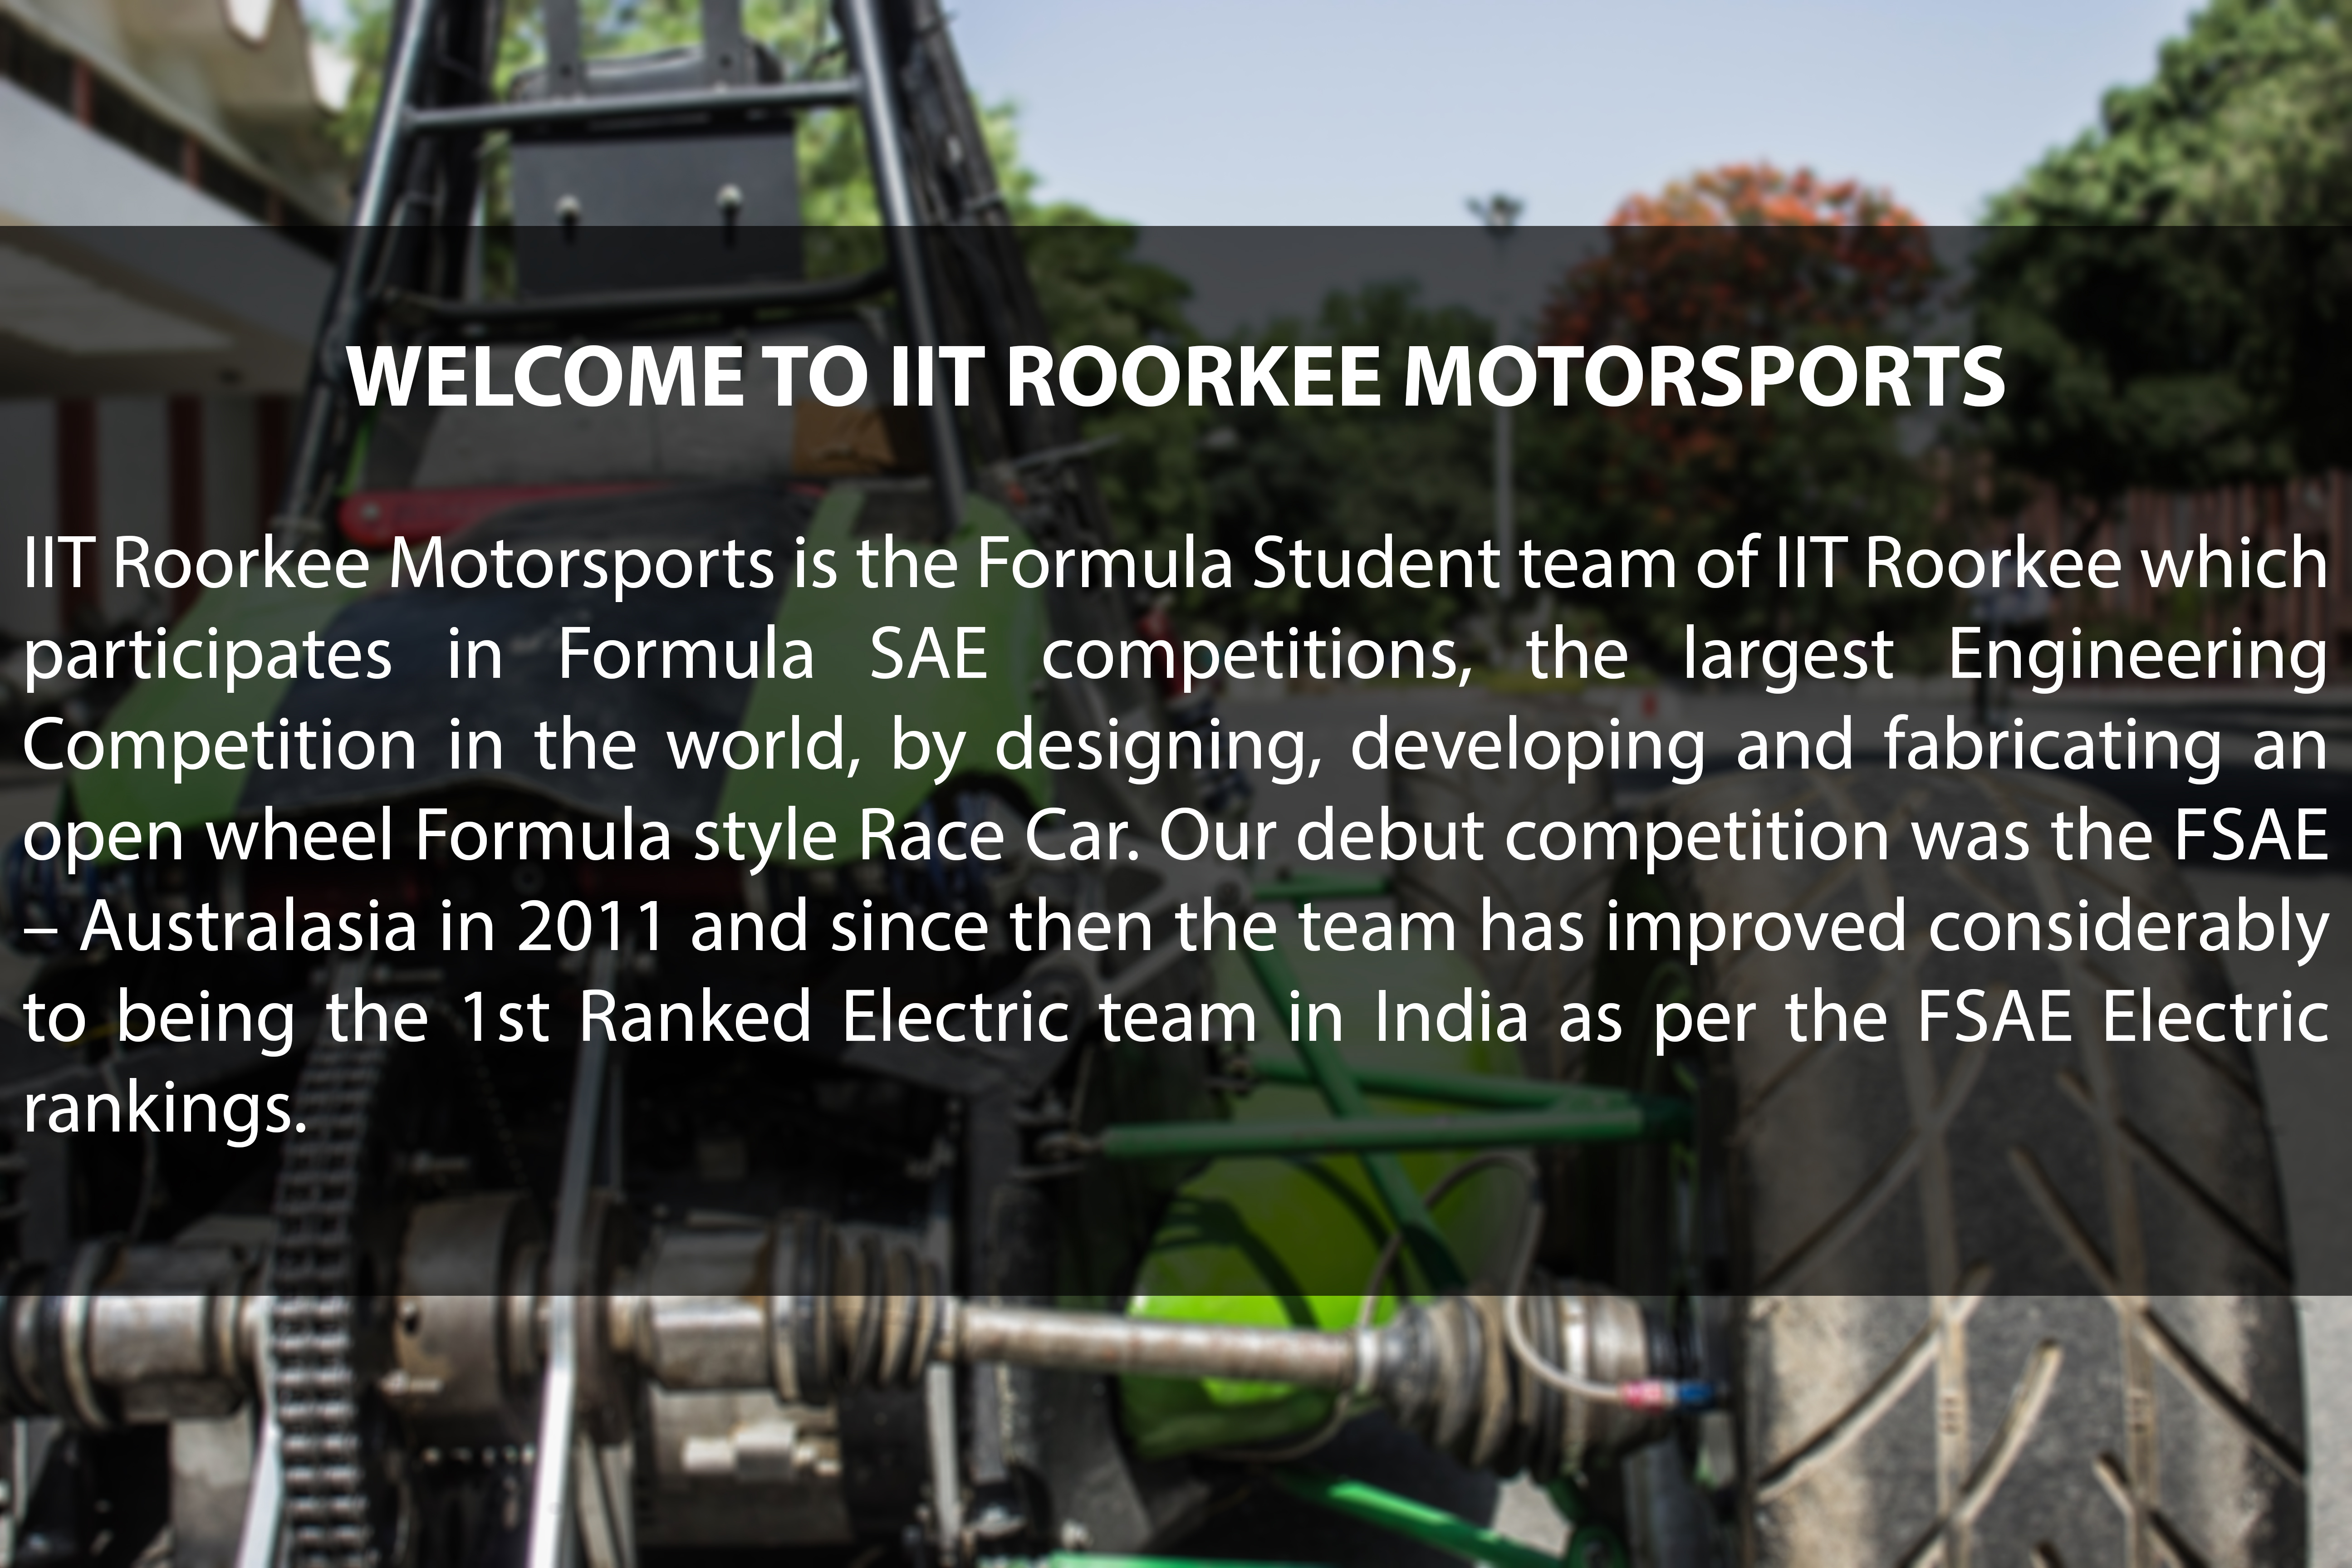 WELCOME TO IIT ROORKEE MOTORSPORTS
IIT Roorkee Motorsports is the Formula Student team of IIT Roorkee which
participates in Formula SAE competitions, the largest Engineering
Competition in the world, by designing, developing and fabricating an
open wheel Formula style Race Car. Our debut competition was the FSAE
– Australasia in 2011 and since then the team has improved considerably
to being the 1st Ranked Electric team in India as per the FSAE Electric
rankings.